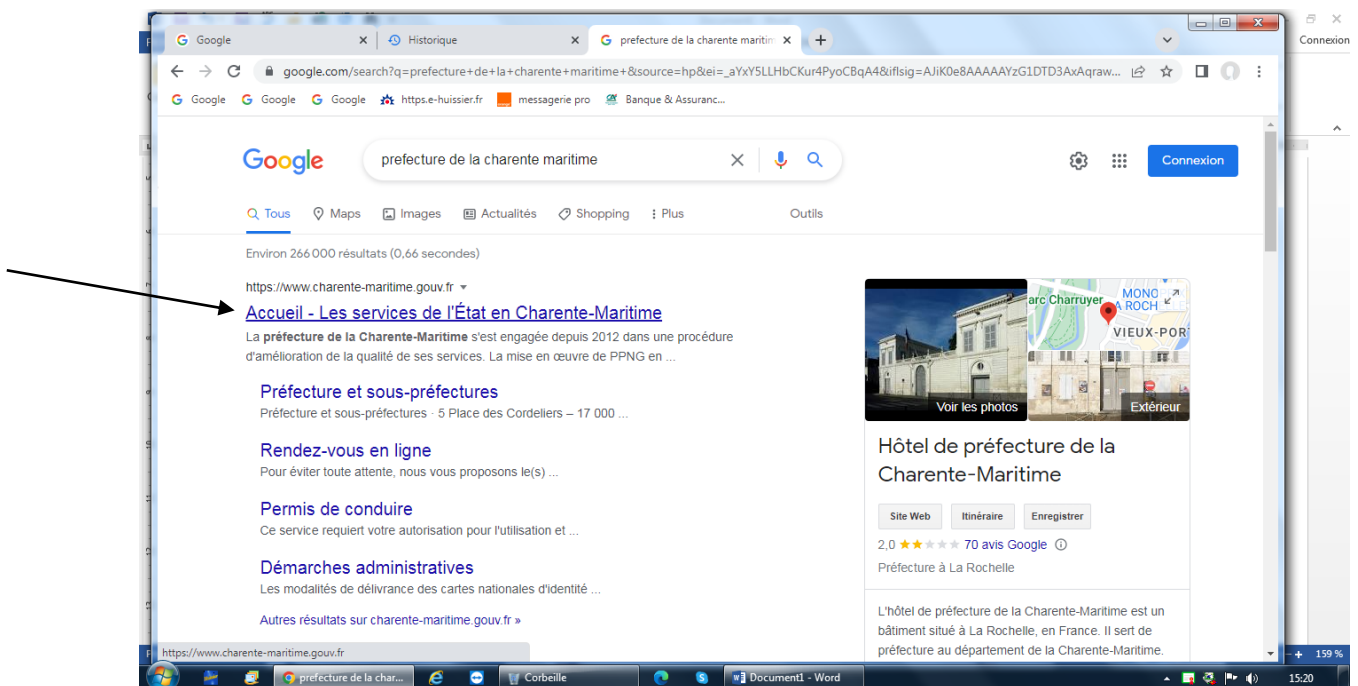 Connexion
Google
Historique
prefecture de la charente maritim
google.com/search?q=prefecture+de+la+charente+maritime+&source=hp&ei=_aYxY5LLHbCKur4PyoCBqA4&iflsig=AJiK0e8AAAAAYzG1DTD3AxAqraw...
Google Google Google https.e-huissier.fr messagerie pro Banque & Assuranc...
Google
prefecture de la charente maritime
Connexion
Tous Maps Images Actualités Shopping Plus Outils
Environ 266 000 résultats (0,66 secondes)
https://www.charente-maritime.gouv.fr
Accueil - Les services de l'État en Charente-Maritime
La préfecture de la Charente-Maritime s'est engagée depuis 2012 dans une procédure
d'amélioration de la qualité de ses services. La mise en œuvre de PPNG en ...
Préfecture et sous-préfectures
Préfecture et sous-préfectures · 5 Place des Cordeliers – 17 000 ...
Rendez-vous en ligne
Pour éviter toute attente, nous vous proposons le(s) ...
Permis de conduire
Ce service requiert votre autorisation pour l'utilisation et ...
Démarches administratives
Les modalités de délivrance des cartes nationales d'identité ...
Autres résultats sur charente-maritime.gouv.fr »
arc Charruyer
MONO
A ROCH
VIEUX-POR
Voir les photos
Extérieur
Hôtel de préfecture de la
Charente-Maritime
Site Web Itinéraire Enregistrer
2,0 70 avis Google
Préfecture à La Rochelle
L'hôtel de préfecture de la Charente-Maritime est un
bâtiment situé à La Rochelle, en France. Il sert de
préfecture au département de la Charente-Maritime.
https://www.charente-maritime.gouv.fr
159 %
prefecture de la char...
Corbeille
Document1 - Word
15:20